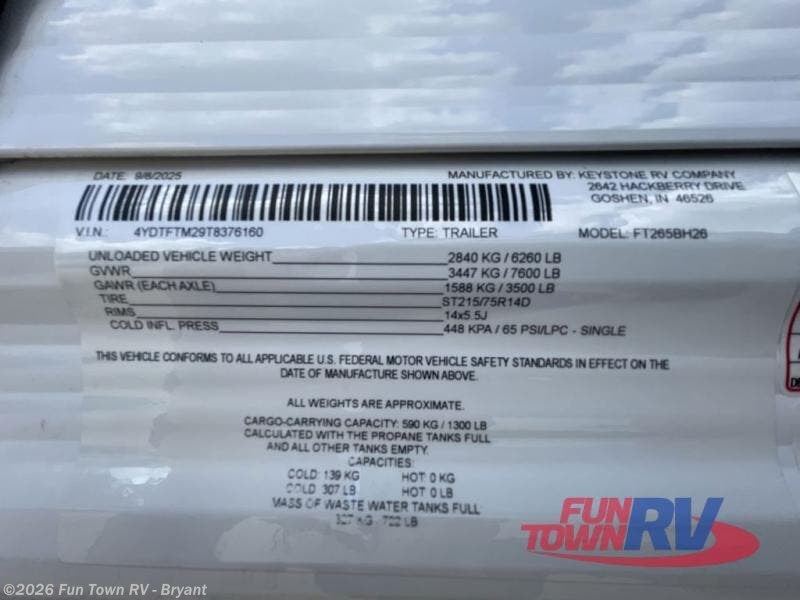 DATE: 9/8/2025 MANUFACTURED BY: KEYSTONE RV COMPANY
2642 HACKBERRY DRIVE
GOSHEN, IN 46526
V.I.N.: 4YDTFTM29T8376160 TYPE: TRAILER MODEL: FT265BH26
UNLOADED VEHICLE WEIGHT 2840 KG / 6260 LB
GVWR 3447 KG / 7600 LB
GAWR (EACH AXLE) 1588 KG / 3500 LB
TIRE ST215/75R14D
RIMS 14x5.5J
COLD INFL. PRESS 448 KPA / 65 PSI/LPC - SINGLE
THIS VEHICLE CONFORMS TO ALL APPLICABLE U.S. FEDERAL MOTOR VEHICLE SAFETY STANDARDS IN EFFECT ON THE
DATE OF MANUFACTURE SHOWN ABOVE.
ALL WEIGHTS ARE APPROXIMATE.
CARGO-CARRYING CAPACITY: 590 KG / 1300 LB
CALCULATED WITH THE PROPANE TANKS FULL
AND ALL OTHER TANKS EMPTY.
CAPACITIES:
COLD: 139 KG HOT: 0 KG
COLD: 307 LB HOT: 0 LB
MASS OF WASTE WATER TANKS FULL:
327 KG - 722 LB
FUN
TOWN RV
©2026 Fun Town RV - Bryant